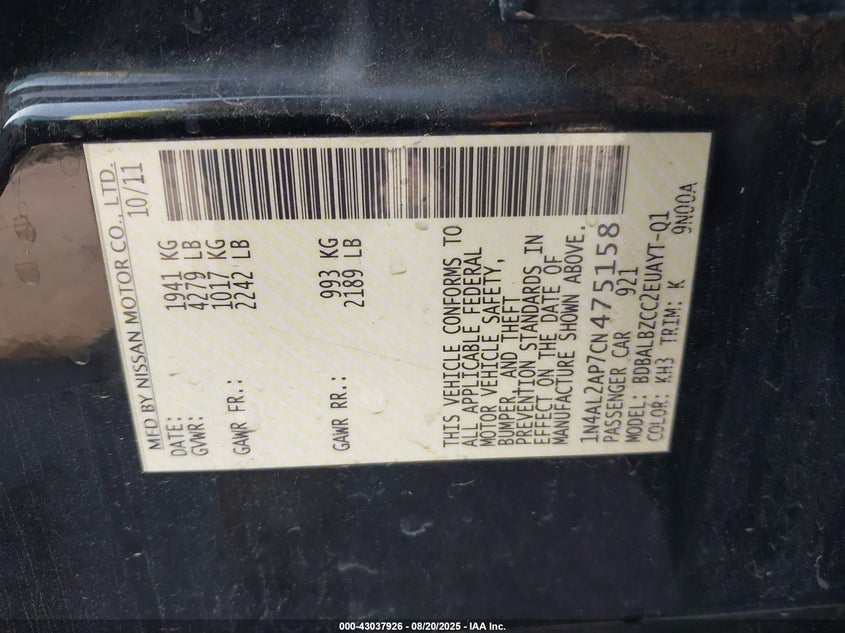 MFD BY NISSAN MOTOR CO., LTD.
DATE: 10/11
GVWR: 1941 KG
4279 LB
GAWR FR.: 1017 KG
2242 LB
GAWR RR.: 993 KG
2189 LB
THIS VEHICLE CONFORMS TO
ALL APPLICABLE FEDERAL
MOTOR VEHICLE SAFETY,
BUMPER, AND THEFT
PREVENTION STANDARDS IN
EFFECT ON THE DATE OF
MANUFACTURE SHOWN ABOVE.
1N4AL2AP7CN475158
PASSENGER CAR 921
MODEL: BDBALBZCC2EUAYT-Q1
COLOR: KH3 TRIM: K 9N00A
000-43037926 - 08/20/2025 - IAA Inc.